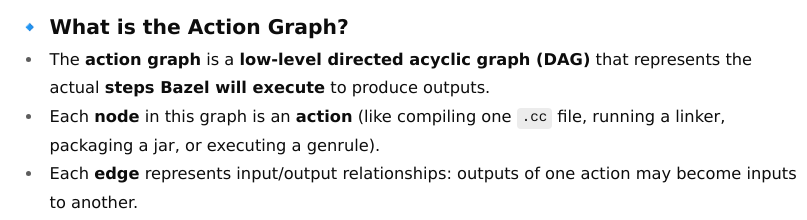 What is the Action Graph?
The action graph is a low-level directed acyclic graph (DAG) that represents the
actual steps Bazel will execute to produce outputs.
Each node in this graph is an action (like compiling one .cc file, running a linker,
packaging a jar, or executing a genrule).
Each edge represents input/output relationships: outputs of one action may become inputs
to another.